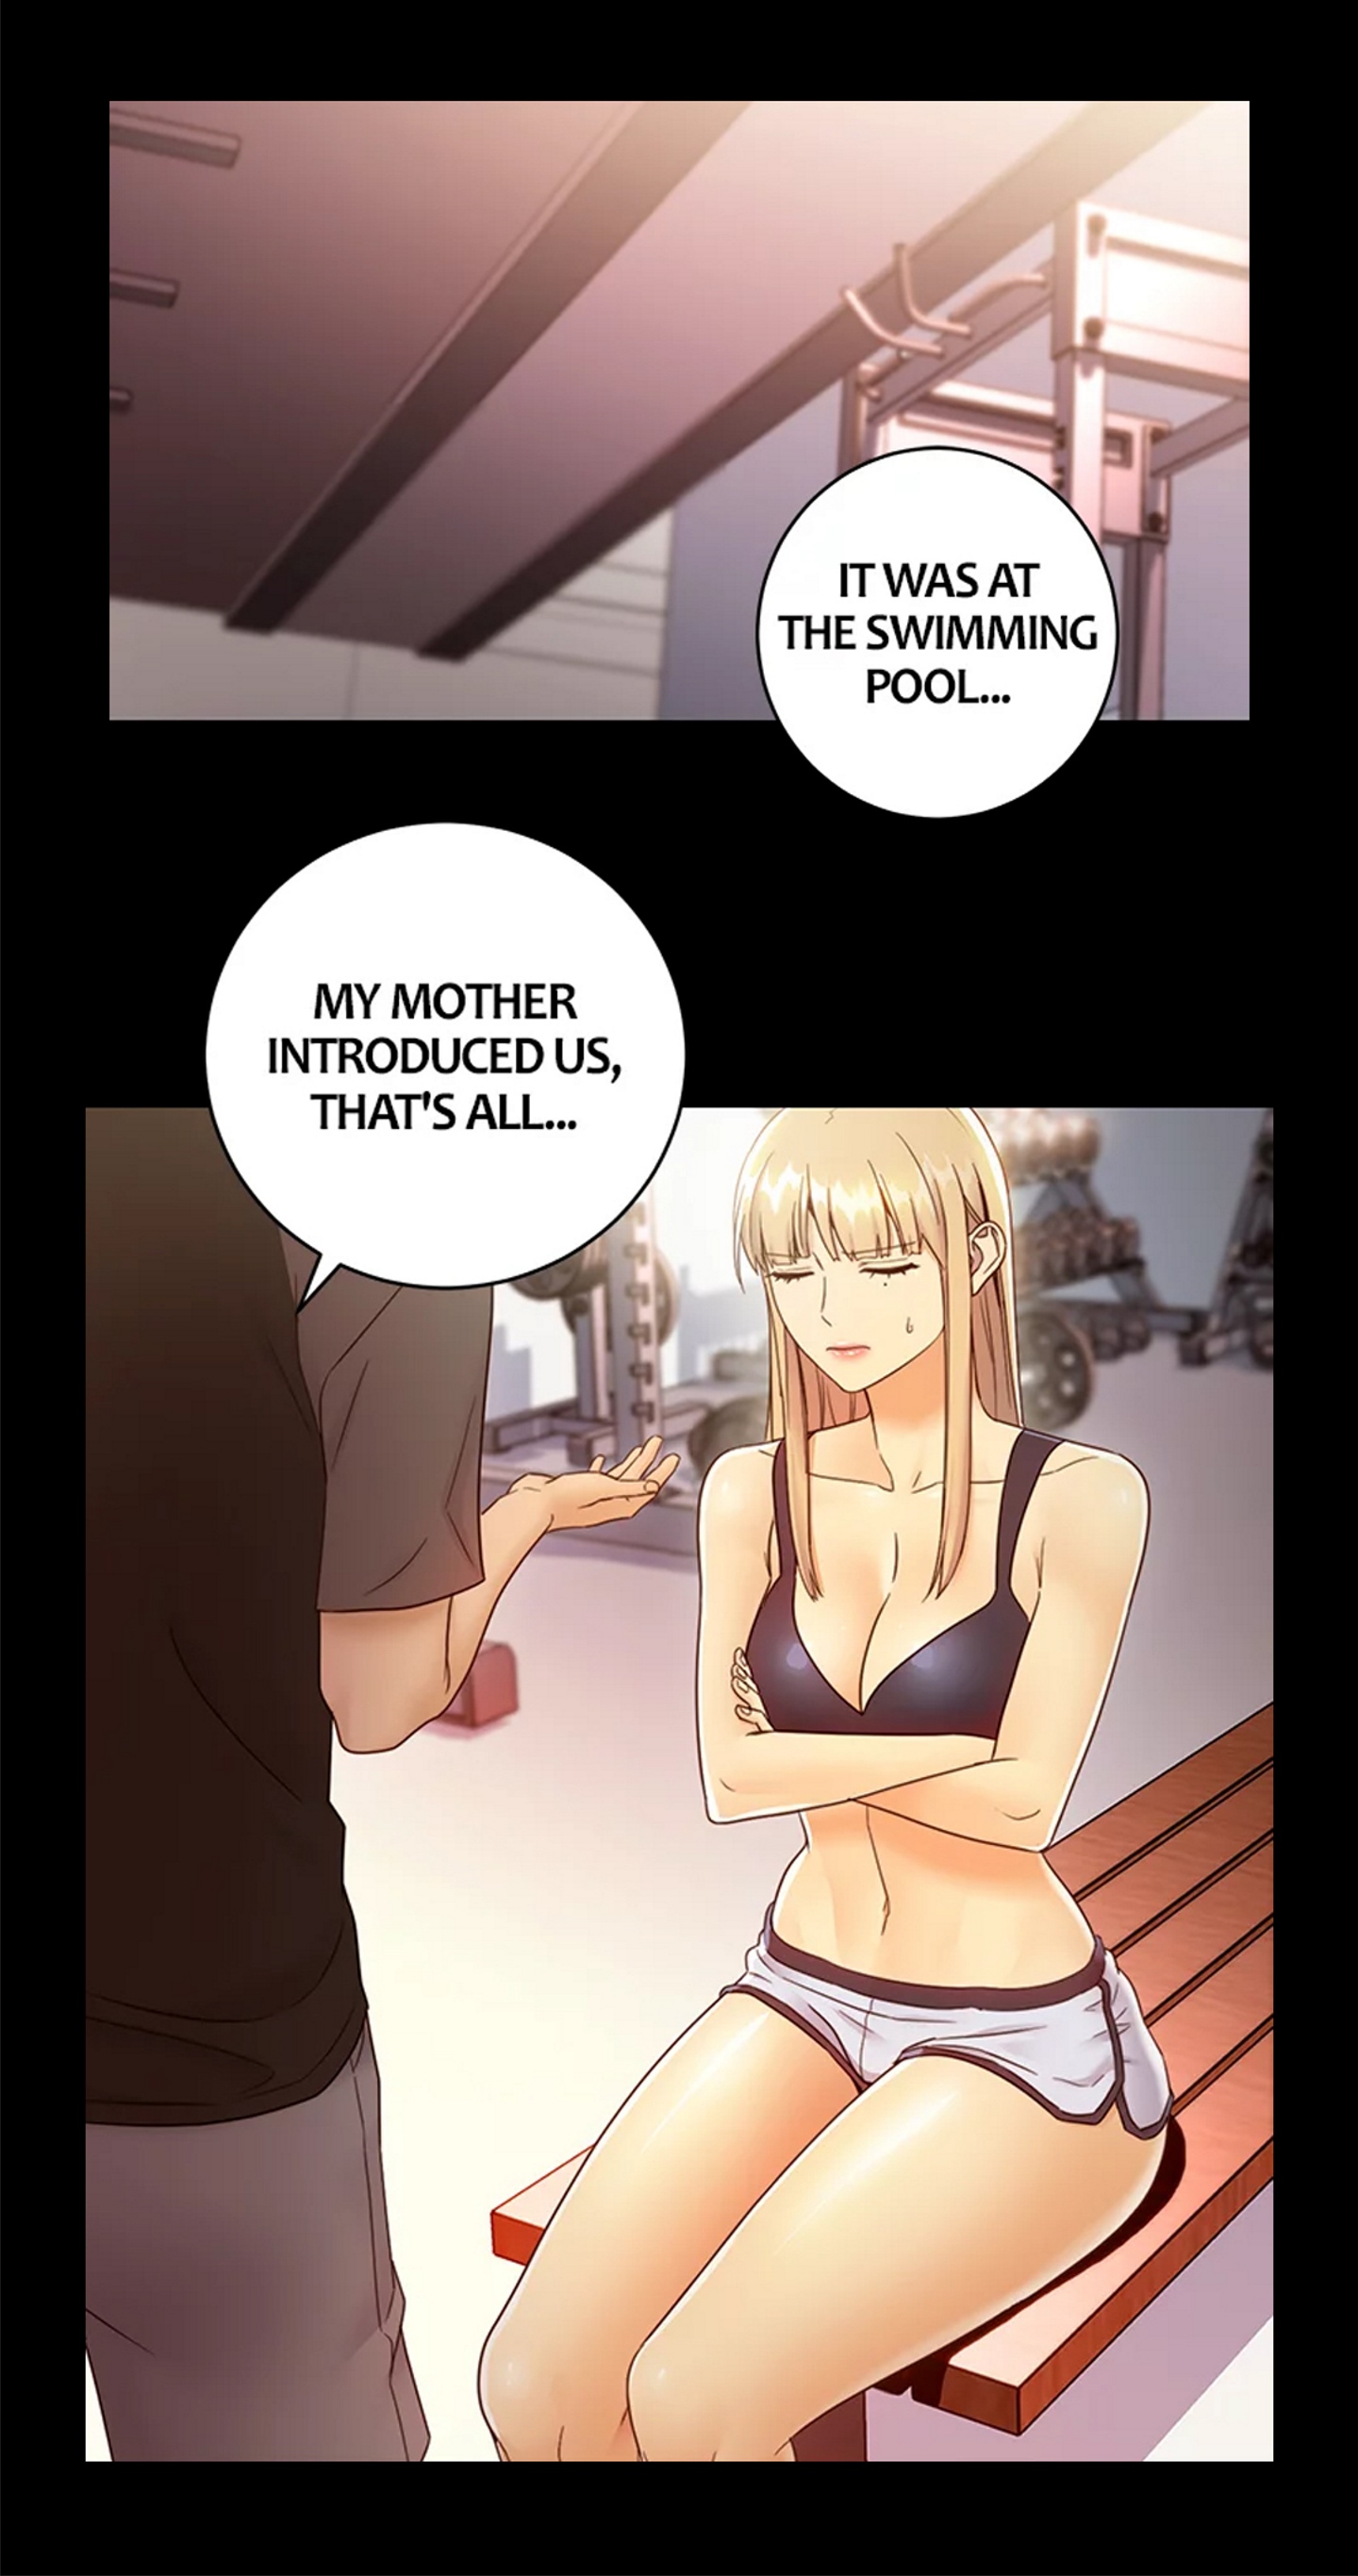 IT WAS AT
THE SWIMMING
POOL...
MY MOTHER
INTRODUCED US,
THAT'S ALL...